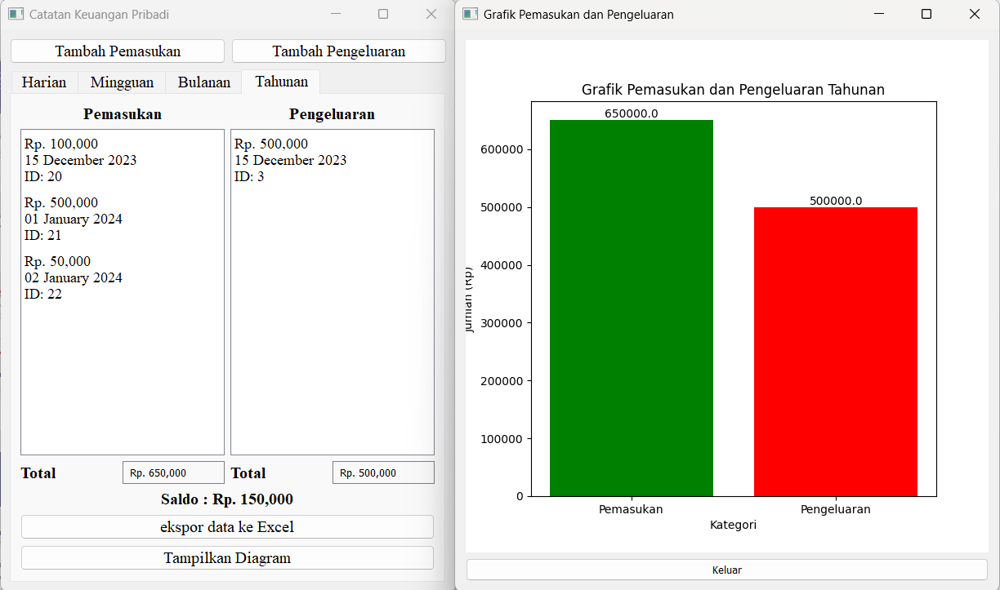 Catatan Keuangan Pribadi
Tambah Pemasukan
Tambah Pengeluaran
Harian
Mingguan
Bulanan
Tahunan
Pemasukan
Rp. 100,000
15 December 2023
ID: 20
Rp. 500,000
01 January 2024
ID: 21
Rp. 50,000
02 January 2024
ID: 22
Pengeluaran
Rp. 500,000
15 December 2023
ID: 3
Total
Rp. 650,000
Total
Rp. 500,000
Saldo : Rp. 150,000
ekspor data ke Excel
Tampilkan Diagram
Grafik Pemasukan dan Pengeluaran
Grafik Pemasukan dan Pengeluaran Tahunan
650000.0
500000.0
600000
500000
400000
300000
200000
100000
0
Jumlah (Rp)
Pemasukan
Pengeluaran
Kategori
Keluar